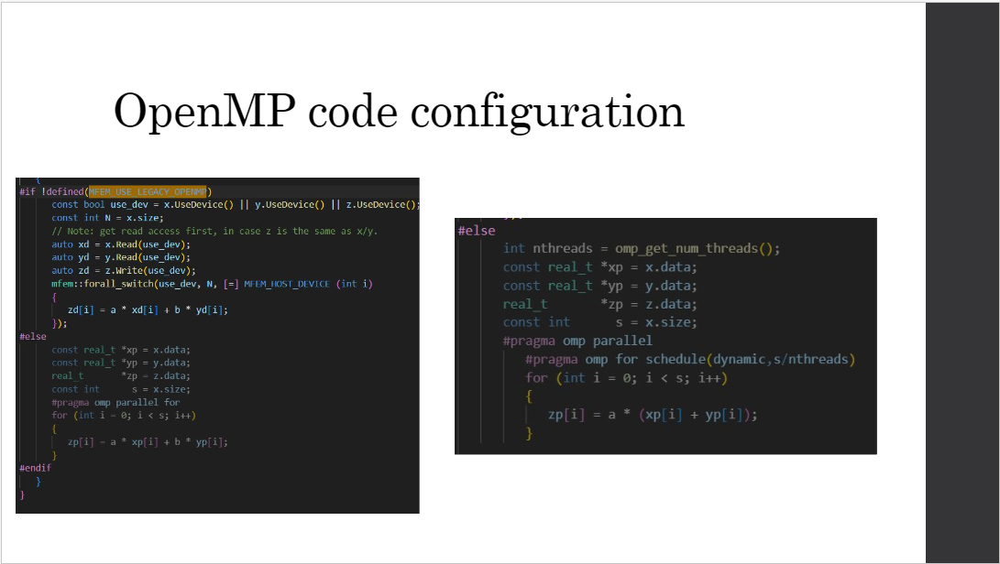 OpenMP code configuration
{
#if !defined(MFEM_USE_LEGACY_OPENMP)
const bool use_dev = x.UseDevice() || y.UseDevice() || z.UseDevice();
const int N = x.size;
// Note: get read access first, in case z is the same as x/y.
auto xd = x.Read(use_dev);
auto yd = y.Read(use_dev);
auto zd = z.Write(use_dev);
mfem::forall_switch(use_dev, N, [=] MFEM_HOST_DEVICE (int i)
{
zd[i] = a * xd[i] + b * yd[i];
});
#else
const real_t *xp = x.data;
const real_t *yp = y.data;
real_t *zp = z.data;
const int s = x.size;
#pragma omp parallel for
for (int i = 0; i < s; i++)
{
zp[i] = a * xp[i] + b * yp[i];
}
#endif
}
}
#else
int nthreads = omp_get_num_threads();
const real_t *xp = x.data;
const real_t *yp = y.data;
real_t *zp = z.data;
const int s = x.size;
#pragma omp parallel
#pragma omp for schedule(dynamic,s/nthreads)
for (int i = 0; i < s; i++)
{
zp[i] = a * (xp[i] + yp[i]);
}